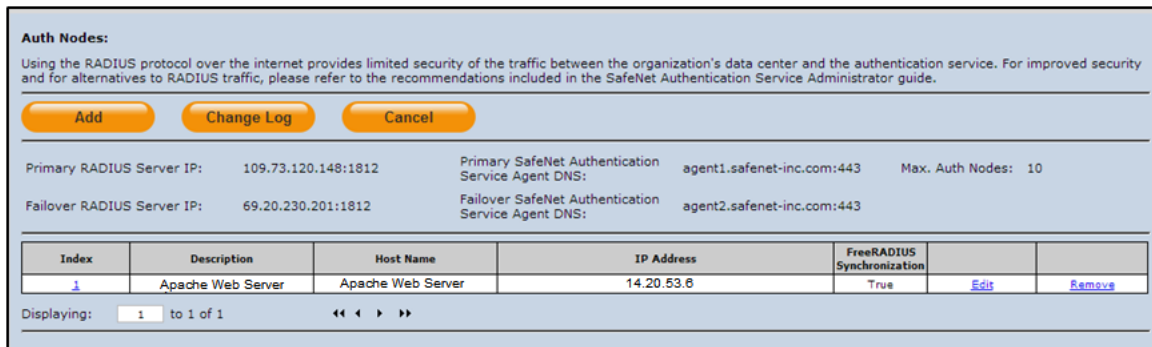 Auth Nodes:
Using the RADIUS protocol over the internet provides limited security of the traffic between the organization's data center and the authentication service. For improved security
and for alternatives to RADIUS traffic, please refer to the recommendations included in the SafeNet Authentication Service Administrator guide.
Add Change Log Cancel
Primary RADIUS Server IP: 109.73.120.148:1812 Primary SafeNet Authentication Service Agent DNS: agent1.safenet-inc.com:443 Max. Auth Nodes: 10
Failover RADIUS Server IP: 69.20.230.201:1812 Failover SafeNet Authentication Service Agent DNS: agent2.safenet-inc.com:443
Index Description Host Name IP Address FreeRADIUS Synchronization
1 Apache Web Server Apache Web Server 14.20.53.6 True Edit Remove
Displaying: 1 to 1 of 1